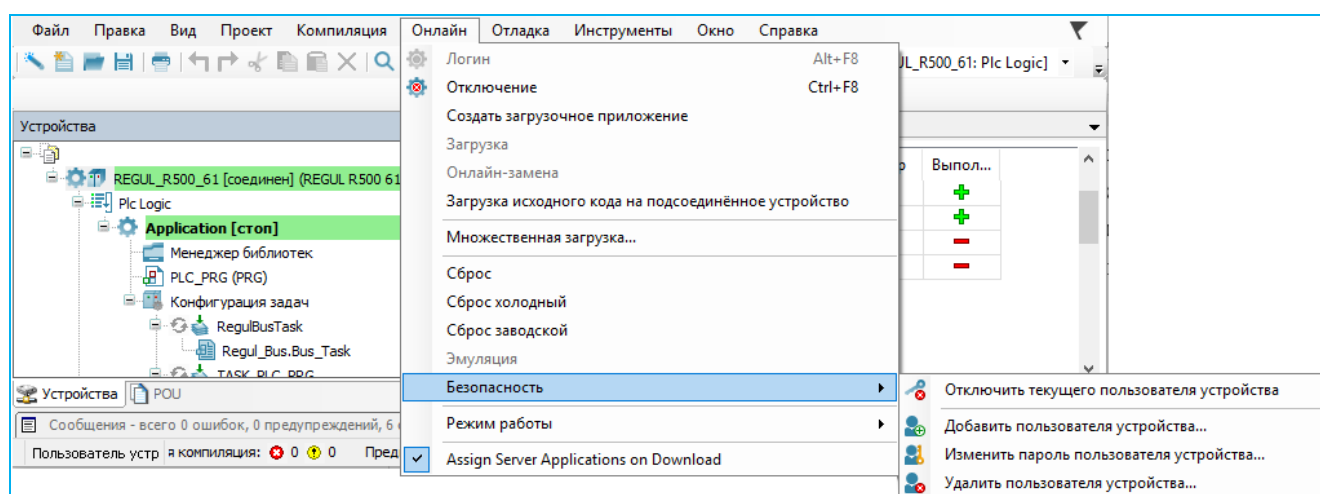 Файл Правка Вид Проект Компиляция Онлайн Отладка Инструменты Окно Справка
Логин Alt+F8
JL_R500_61: Plc Logic]
Отключение Ctrl+F8
Создать загрузочное приложение
Устройства
Загрузка
Выпол...
Онлайн-замена
REGUL_R500_61 [соединен] (REGUL R500 61
Загрузка исходного кода на подсоединённое устройство
Plc Logic
Application [стоп]
Множественная загрузка...
Менеджер библиотек
Сброс
PLC_PRG (PRG)
Сброс холодный
Конфигурация задач
Сброс заводской
RegulBusTask
Regul_Bus.Bus_Task
Эмуляция
TASK_PLC_PRG
Безопасность
Отключить текущего пользователя устройства
Устройства POU
Сообщения - всего 0 ошибок, 0 предупреждений, 6
Режим работы
Добавить пользователя устройства...
Пользователь устр я компиляция: 0 0 Пред
Assign Server Applications on Download
Изменить пароль пользователя устройства...
Удалить пользователя устройства...